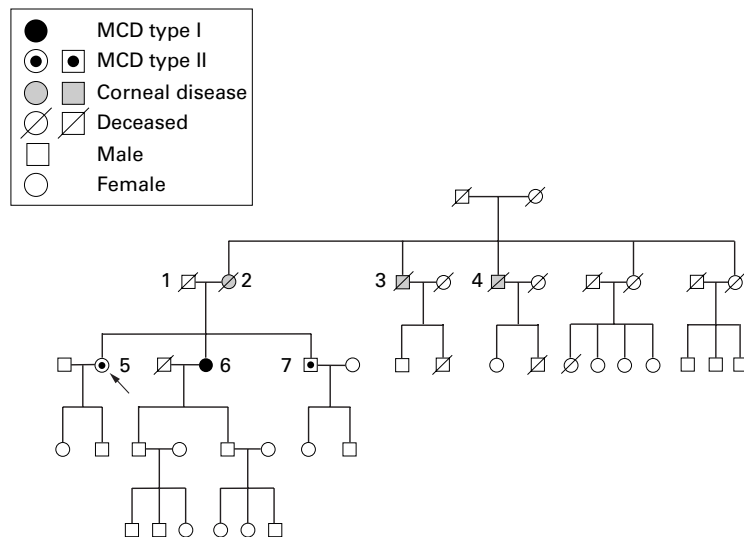 MCD type I
MCD type II
Corneal disease
Deceased
Male
Female
1 2 3 4
5 6 7